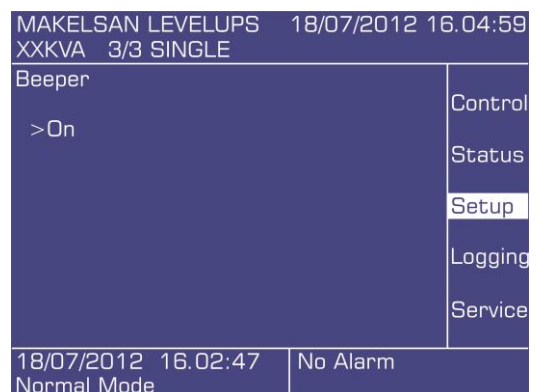 MAKELSAN LEVELUPS 18/07/2012 16.04:59
XXKVA 3/3 SINGLE
Beeper
>On
Control
Status
Setup
Logging
Service
18/07/2012 16.02:47 No Alarm
Normal Mode